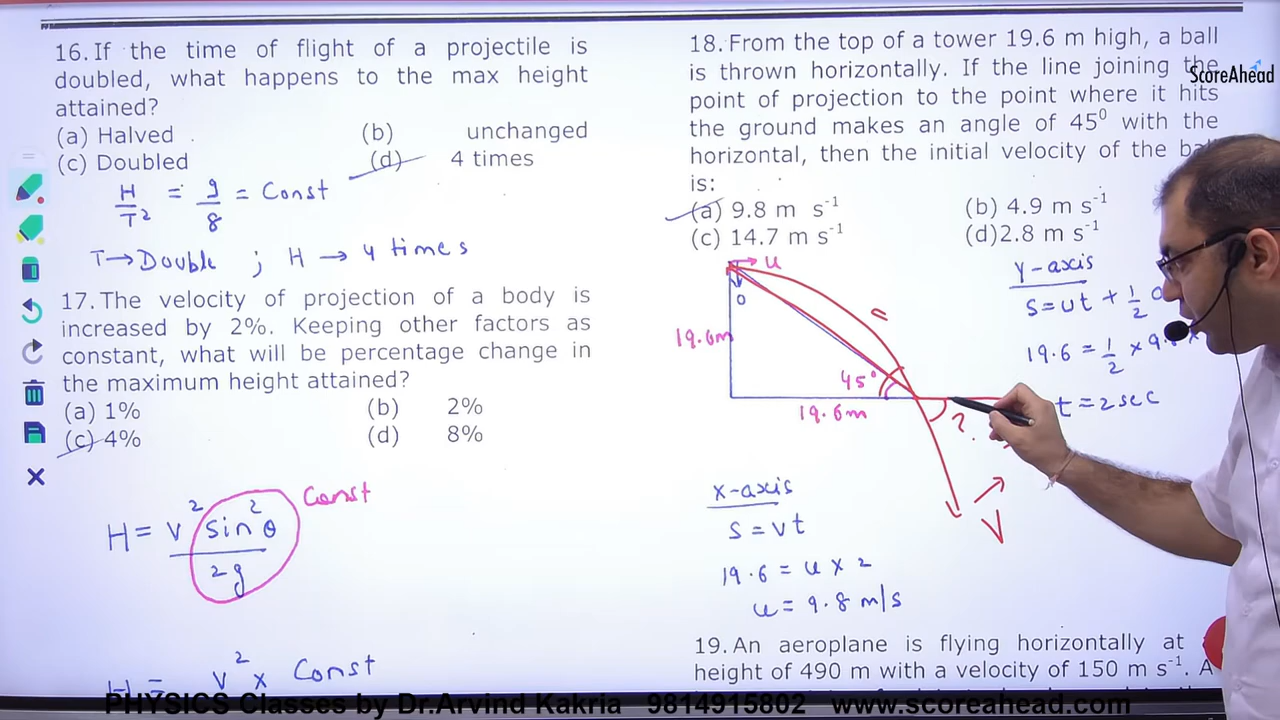 16. If the time of flight of a projectile is
doubled, what happens to the max height
attained?
(a) Halved (b) unchanged
(c) Doubled (d) 4 times
H/T² = g/8 = Const
T→Double ; H → 4 times
17. The velocity of projection of a body is
increased by 2%. Keeping other factors as
constant, what will be percentage change in
the maximum height attained?
(a) 1% (b) 2%
(c) 4% (d) 8%
H = v² sin²θ / 2g Const
H = v² x Const
18. From the top of a tower 19.6 m high, a ball
is thrown horizontally. If the line joining the
point of projection to the point where it hits
the ground makes an angle of 45⁰ with the
horizontal, then the initial velocity of the
is:
(a) 9.8 m s⁻¹ (b) 4.9 m s⁻¹
(c) 14.7 m s⁻¹ (d)2.8 m s⁻¹
u
0
19.6m
45°
19.6m
?
V
Y-axis
S = ut + 1/2
19.6 = 1/2 × 9.
t = 2 sec
x-axis
S = vt
19.6 = u × 2
u = 9.8 m/s
19. An aeroplane is flying horizontally at
height of 490 m with a velocity of 150 m s⁻¹. A
ScoreAhead
PHYSICS Classes by Dr.Arvind Kakria 9814915802 www.scoreahead.com